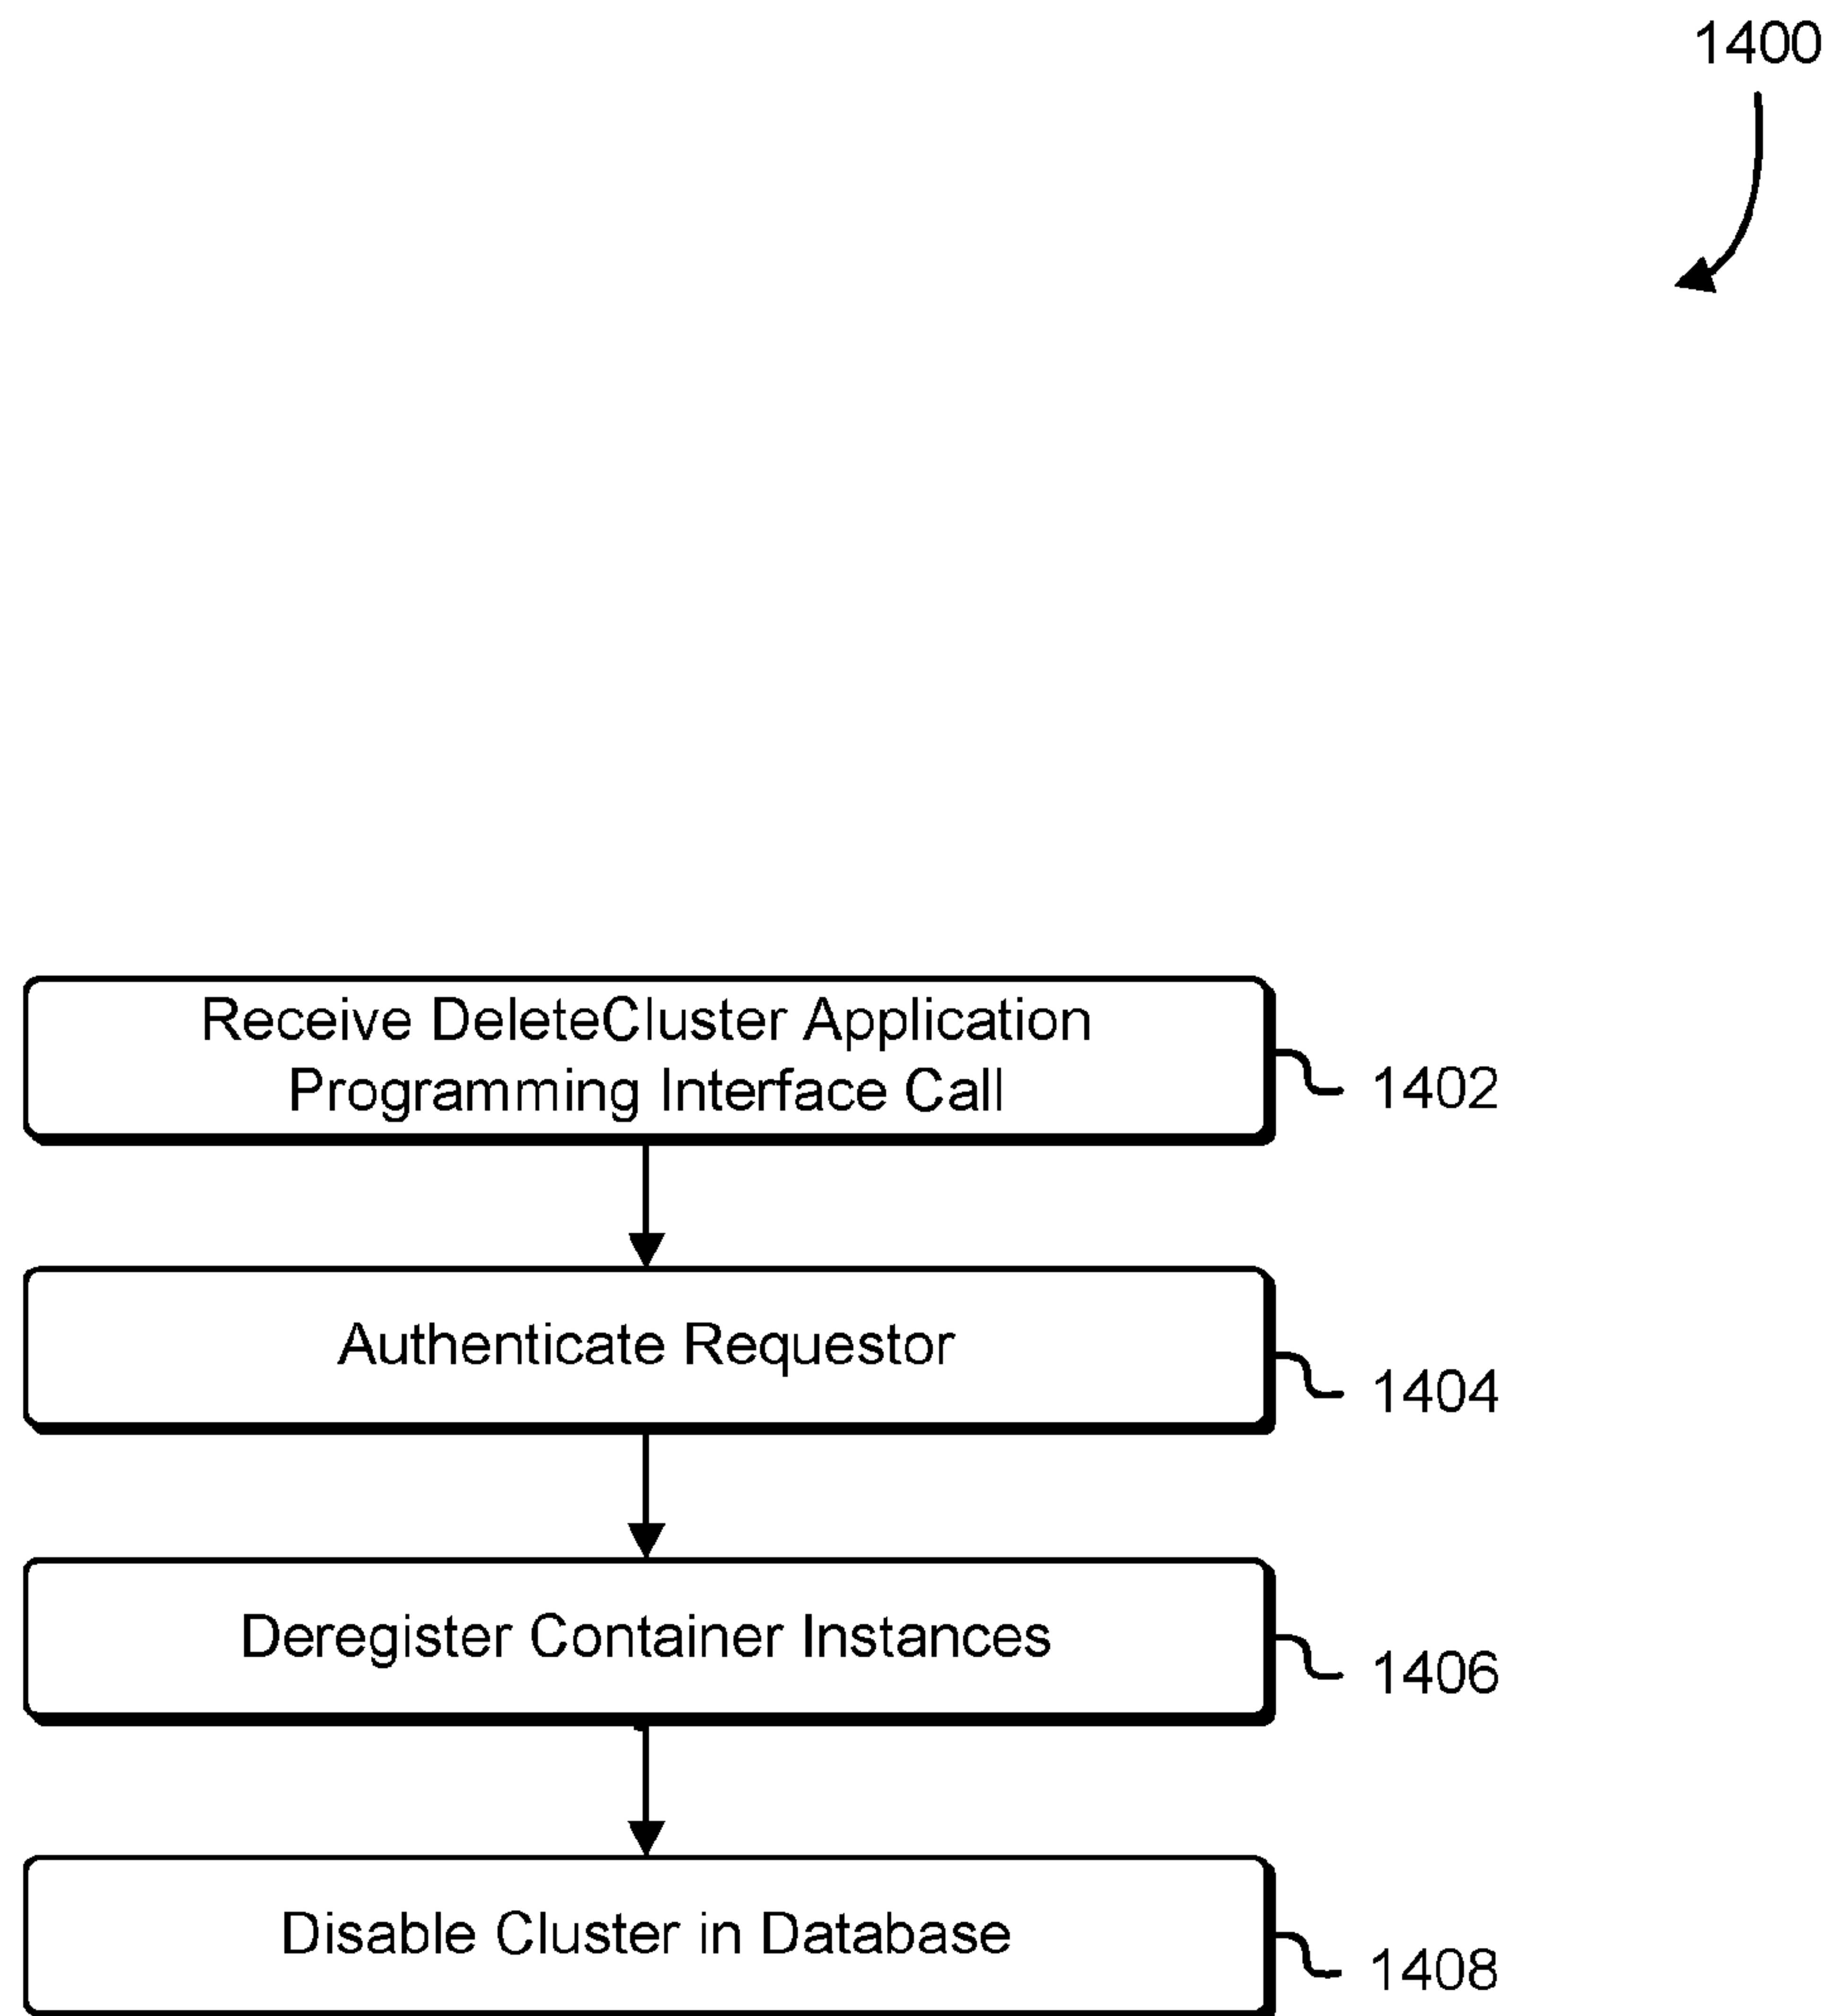 1400
Receive DeleteCluster Application
Programming Interface Call
1402
Authenticate Requestor
1404
Deregister Container Instances
1406
Disable Cluster in Database
1408